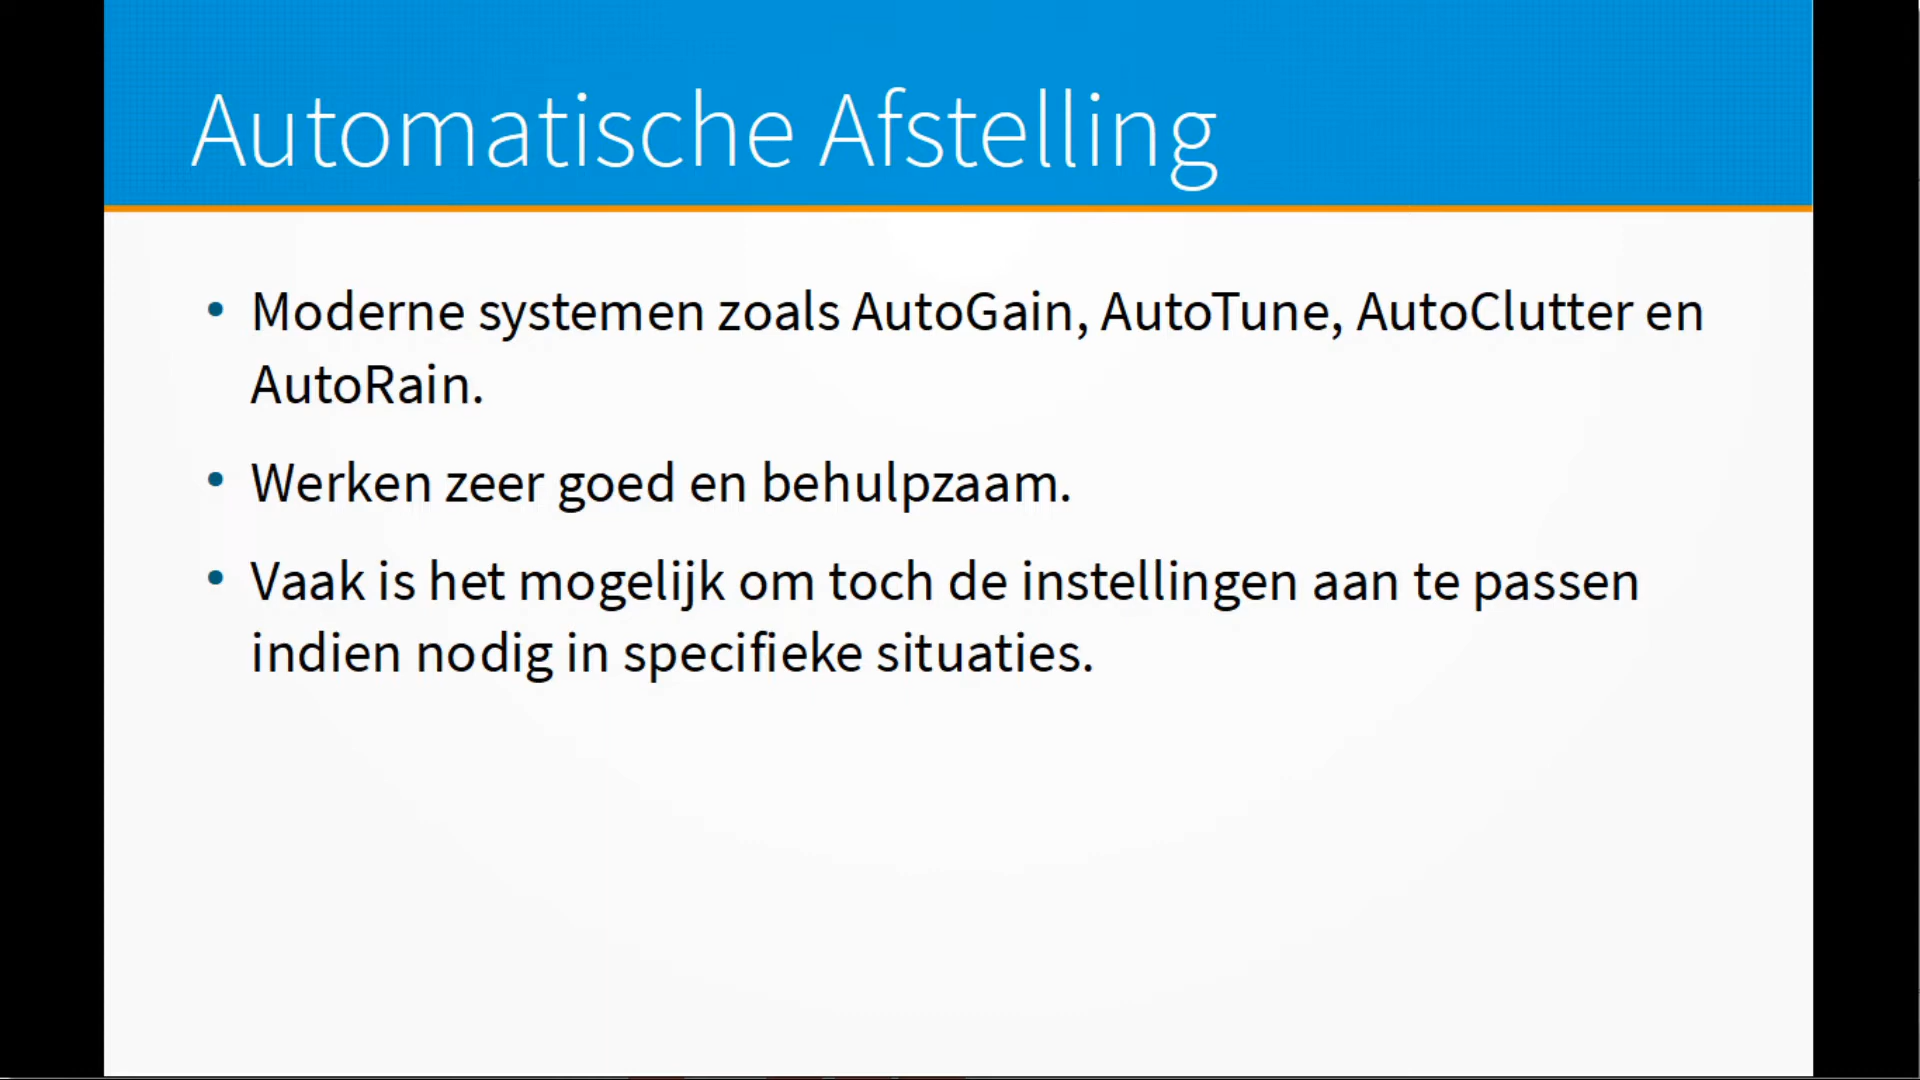 Automatische Afstelling
• Moderne systemen zoals AutoGain, AutoTune, AutoClutter en
AutoRain.
• Werken zeer goed en behulpzaam.
• Vaak is het mogelijk om toch de instellingen aan te passen
indien nodig in specifieke situaties.